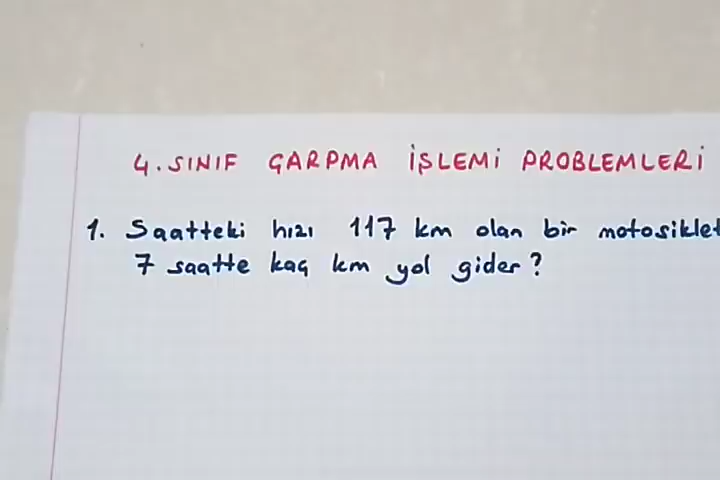 4. SINIF ÇARPMA İŞLEMİ PROBLEMLERİ
1. Saatteki hızı 117 km olan bir motosiklet
7 saatte kaç km yol gider?